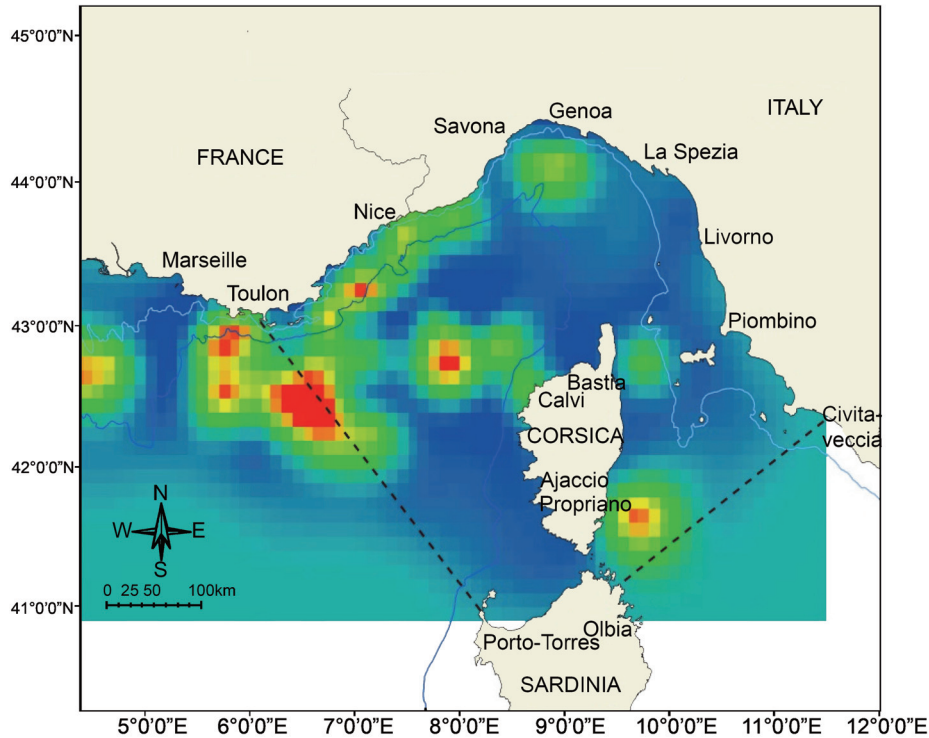 45°0'0"N
ITALY
Genoa
Savona
La Spezia
FRANCE
44°0'0"N
Nice
Livorno
Marseille
Toulon
43°0'0"N
Piombino
Bastia
Calvi
Civita-
veccia
CORSICA
42°0'0"N
Ajaccio
Propriano
N
W E
S
0 25 50 100km
41°0'0"N
Olbia
Porto-Torres
SARDINIA
5°0'0"E 6°0'0"E 7°0'0"E 8°0'0"E 9°0'0"E 10°0'0"E 11°0'0"E 12°0'0"E